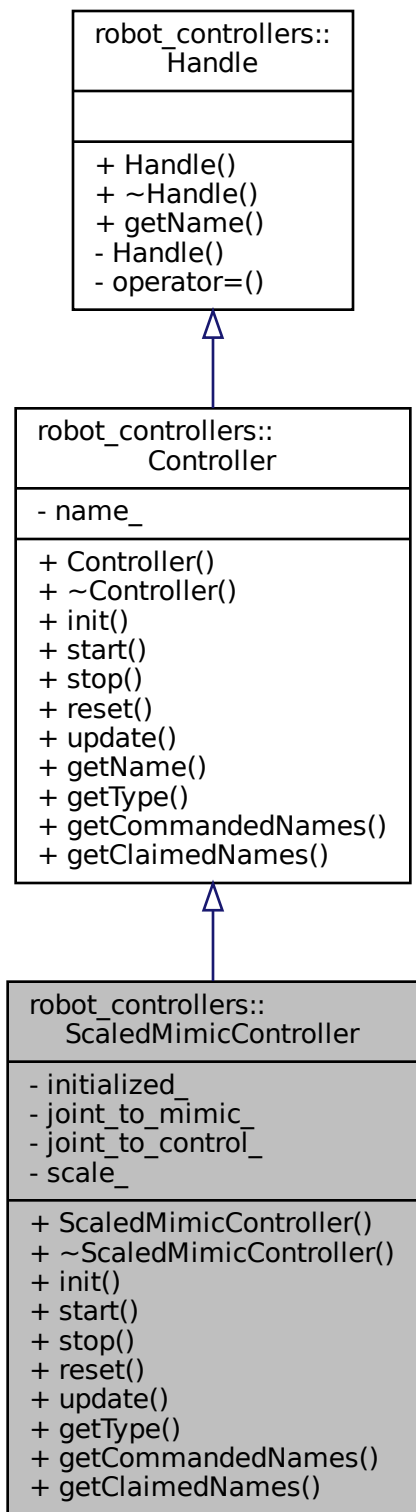 robot_controllers::
Handle
+ Handle()
+ ~Handle()
+ getName()
- Handle()
- operator=()
robot_controllers::
Controller
- name_
+ Controller()
+ ~Controller()
+ init()
+ start()
+ stop()
+ reset()
+ update()
+ getName()
+ getType()
+ getCommandedNames()
+ getClaimedNames()
robot_controllers::
ScaledMimicController
- initialized_
- joint_to_mimic_
- joint_to_control_
- scale_
+ ScaledMimicController()
+ ~ScaledMimicController()
+ init()
+ start()
+ stop()
+ reset()
+ update()
+ getType()
+ getCommandedNames()
+ getClaimedNames()